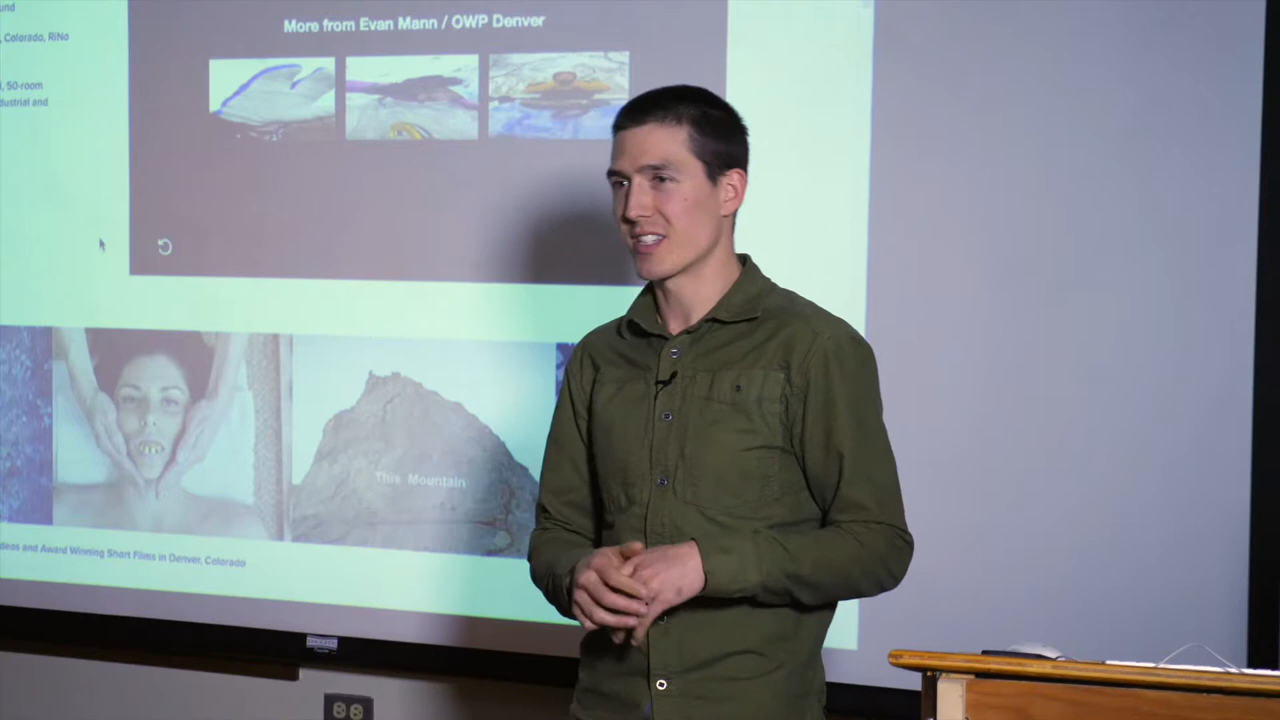 More from Evan Mann / OWP Denver
, Colorado, RiNo
, 50-room
dustrial and
This Mountain
deos and Award Winning Short Films in Denver, Colorado